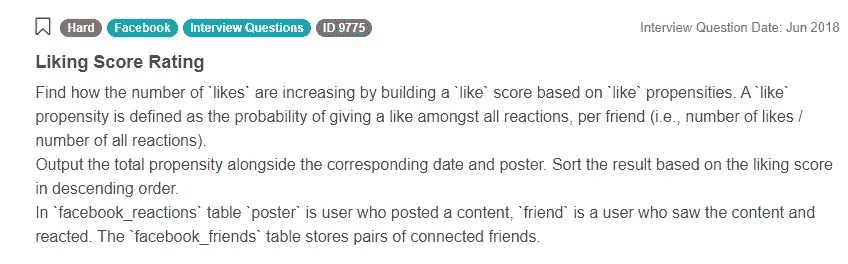 Hard Facebook Interview Questions ID 9775 Interview Question Date: Jun 2018
Liking Score Rating
Find how the number of `likes` are increasing by building a `like` score based on `like` propensities. A `like`
propensity is defined as the probability of giving a like amongst all reactions, per friend (i.e., number of likes /
number of all reactions).
Output the total propensity alongside the corresponding date and poster. Sort the result based on the liking score
in descending order.
In `facebook_reactions` table `poster` is user who posted a content, `friend` is a user who saw the content and
reacted. The `facebook_friends` table stores pairs of connected friends.